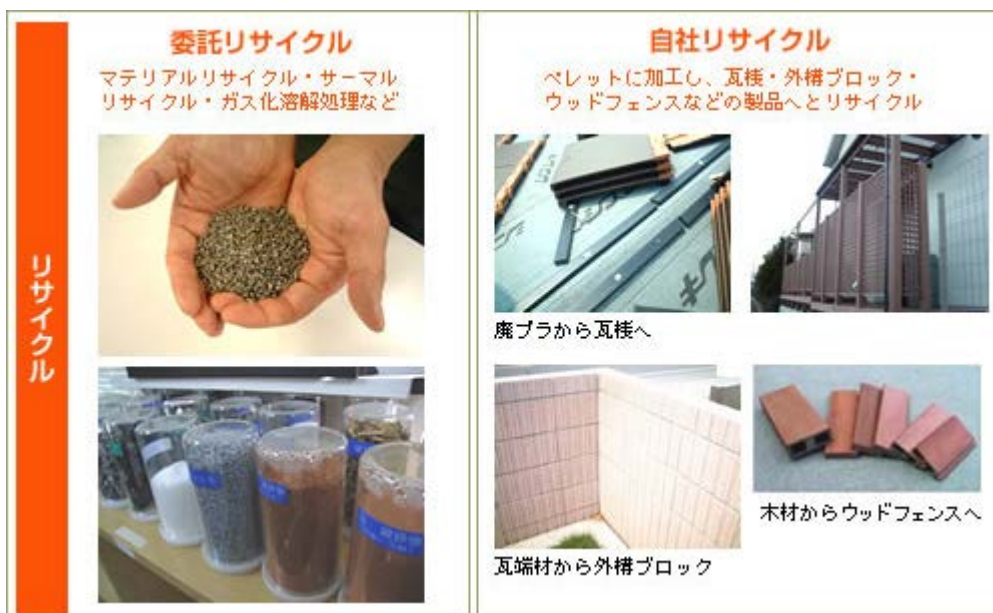 リサイクル
委託リサイクル
マテリアルリサイクル・サーマル
リサイクル・ガス化溶解処理など
自社リサイクル
ペレットに加工し、瓦桟・外構ブロック・
ウッドフェンスなどの製品へとリサイクル
廃プラから瓦桟へ
瓦端材から外構ブロック
木材からウッドフェンスへ